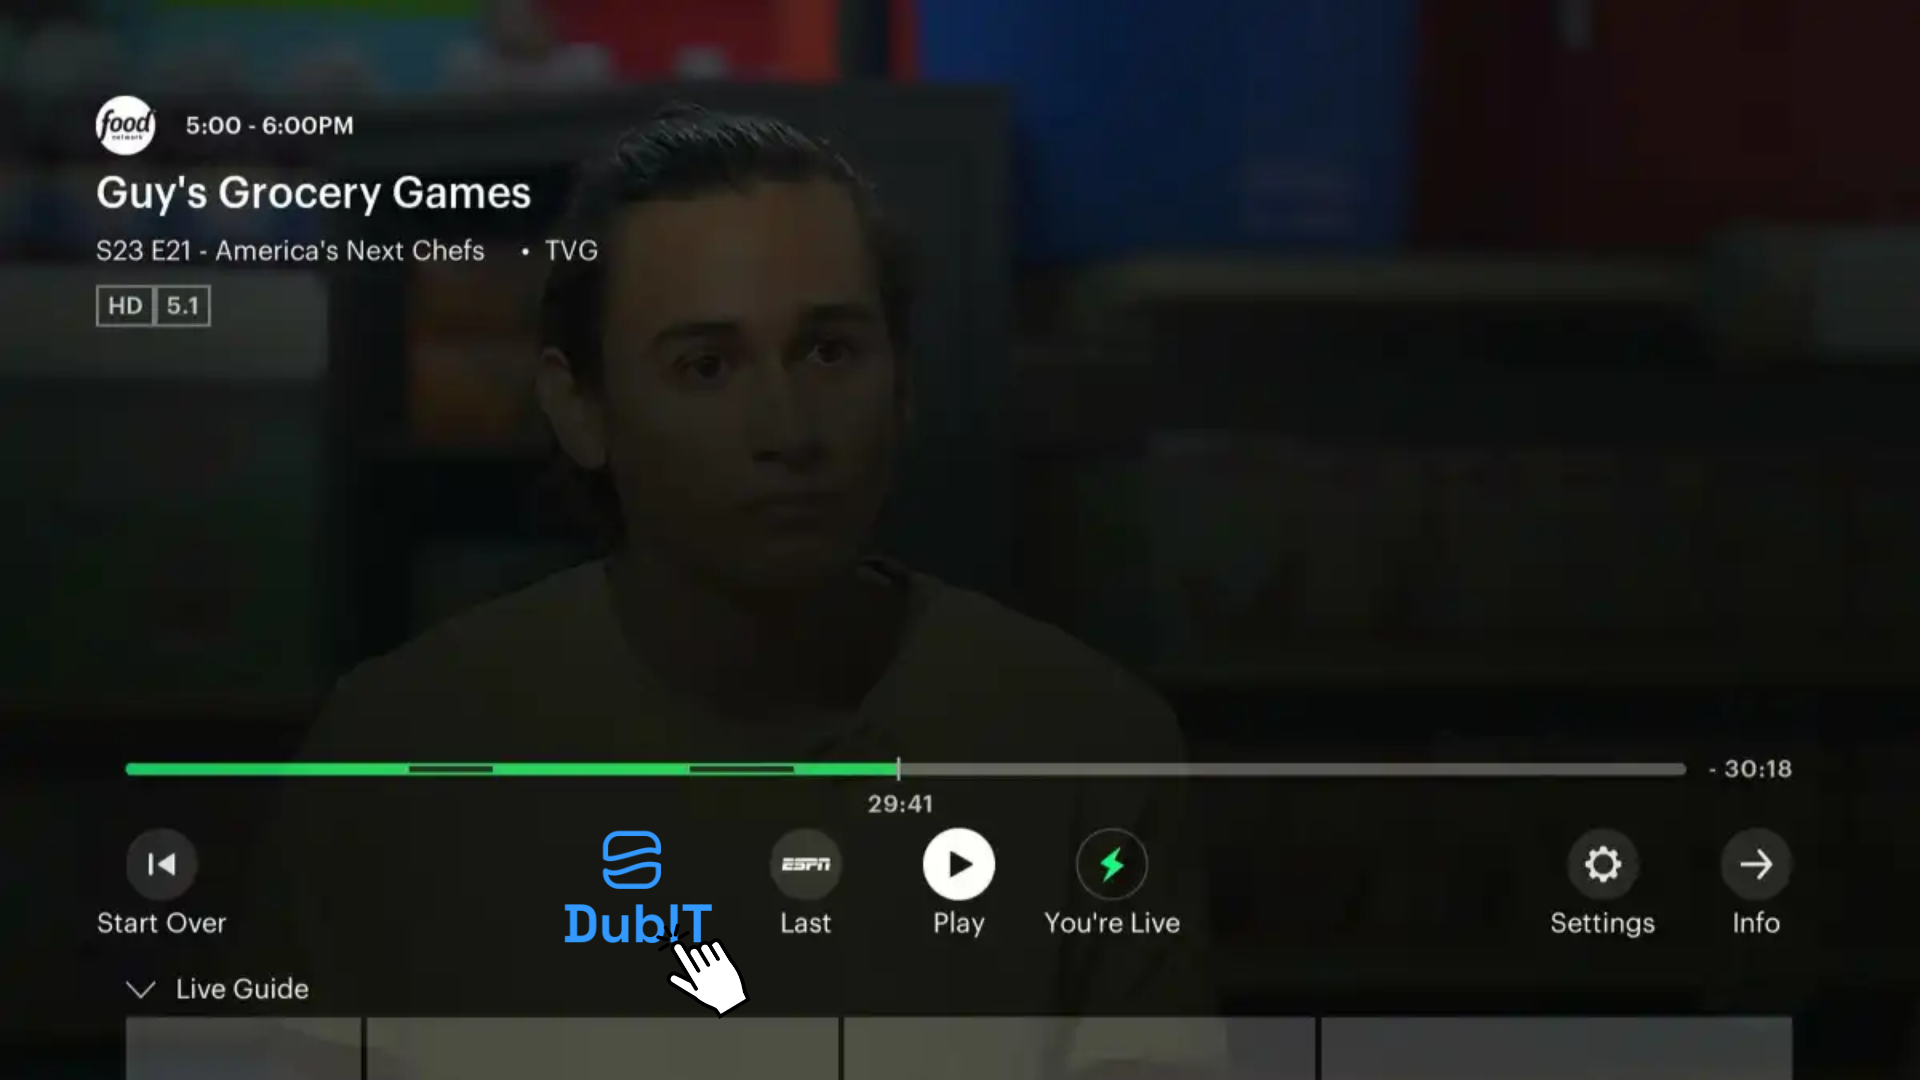 food
network
5:00 - 6:00PM
Guy's Grocery Games
S23 E21 - America's Next Chefs • TVG
HD 5.1
- 30:18
29:41
ESPN
Start Over
DubIT
Last
Play
You're Live
Settings
Info
Live Guide